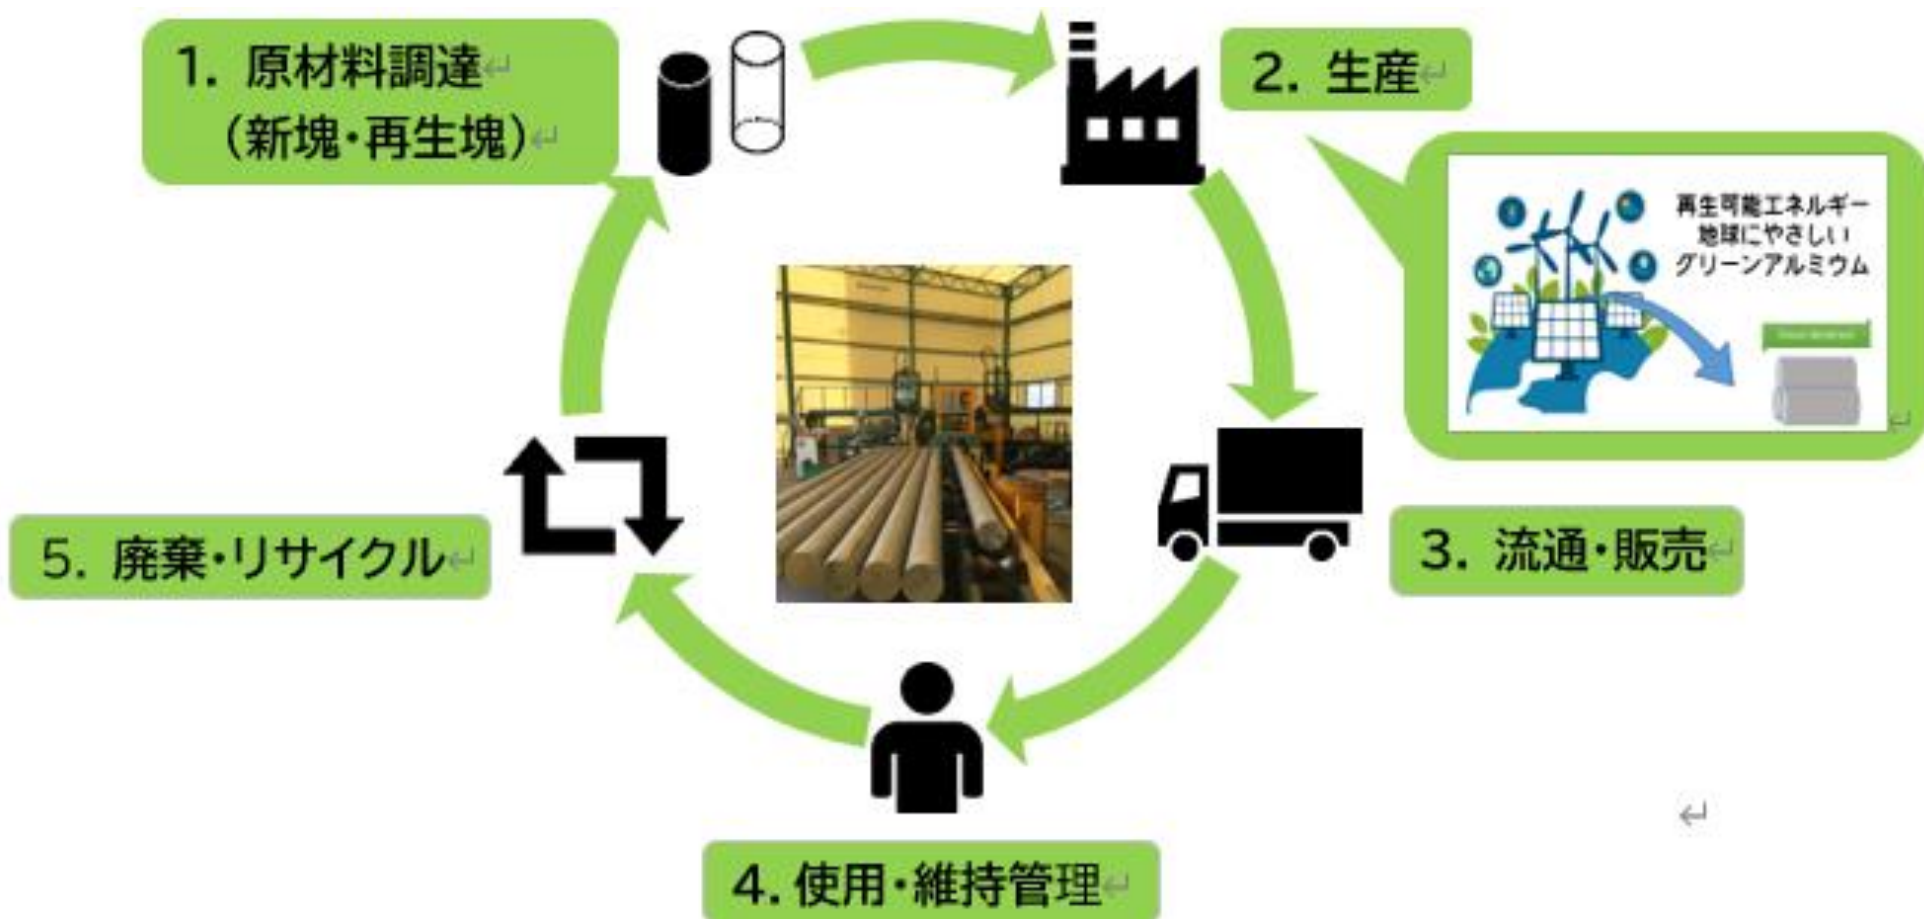 1. 原材料調達
（新塊・再生塊）
2. 生産
再生可能エネルギー
地球にやさしい
グリーンアルミウム
3. 流通・販売
4. 使用・維持管理
5. 廃棄・リサイクル